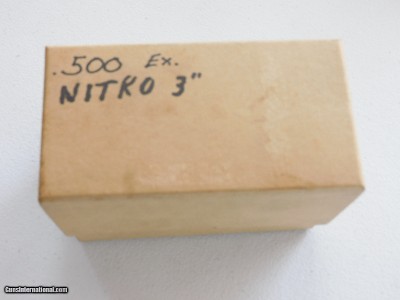 .500 Ex.
NITRO 3"
GunsInternational.com